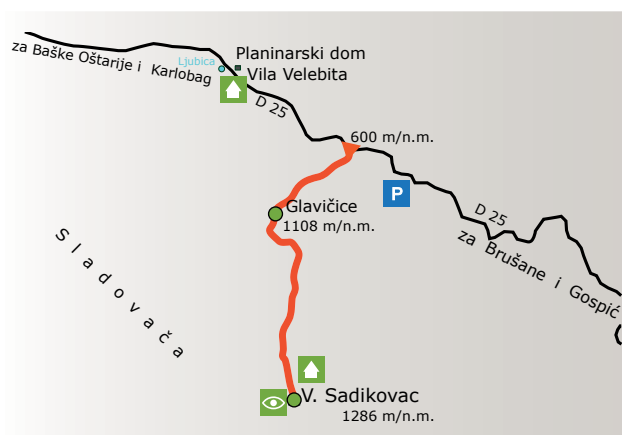 za Baške Oštarije i Karlobag
Ljubica
Planinarski dom
Vila Velebita
D 25
600 m/n.m.
P
Glavičice
1108 m/n.m.
D 25
za Brušane i Gospić
Sladovača
V. Sadikovac
1286 m/n.m.